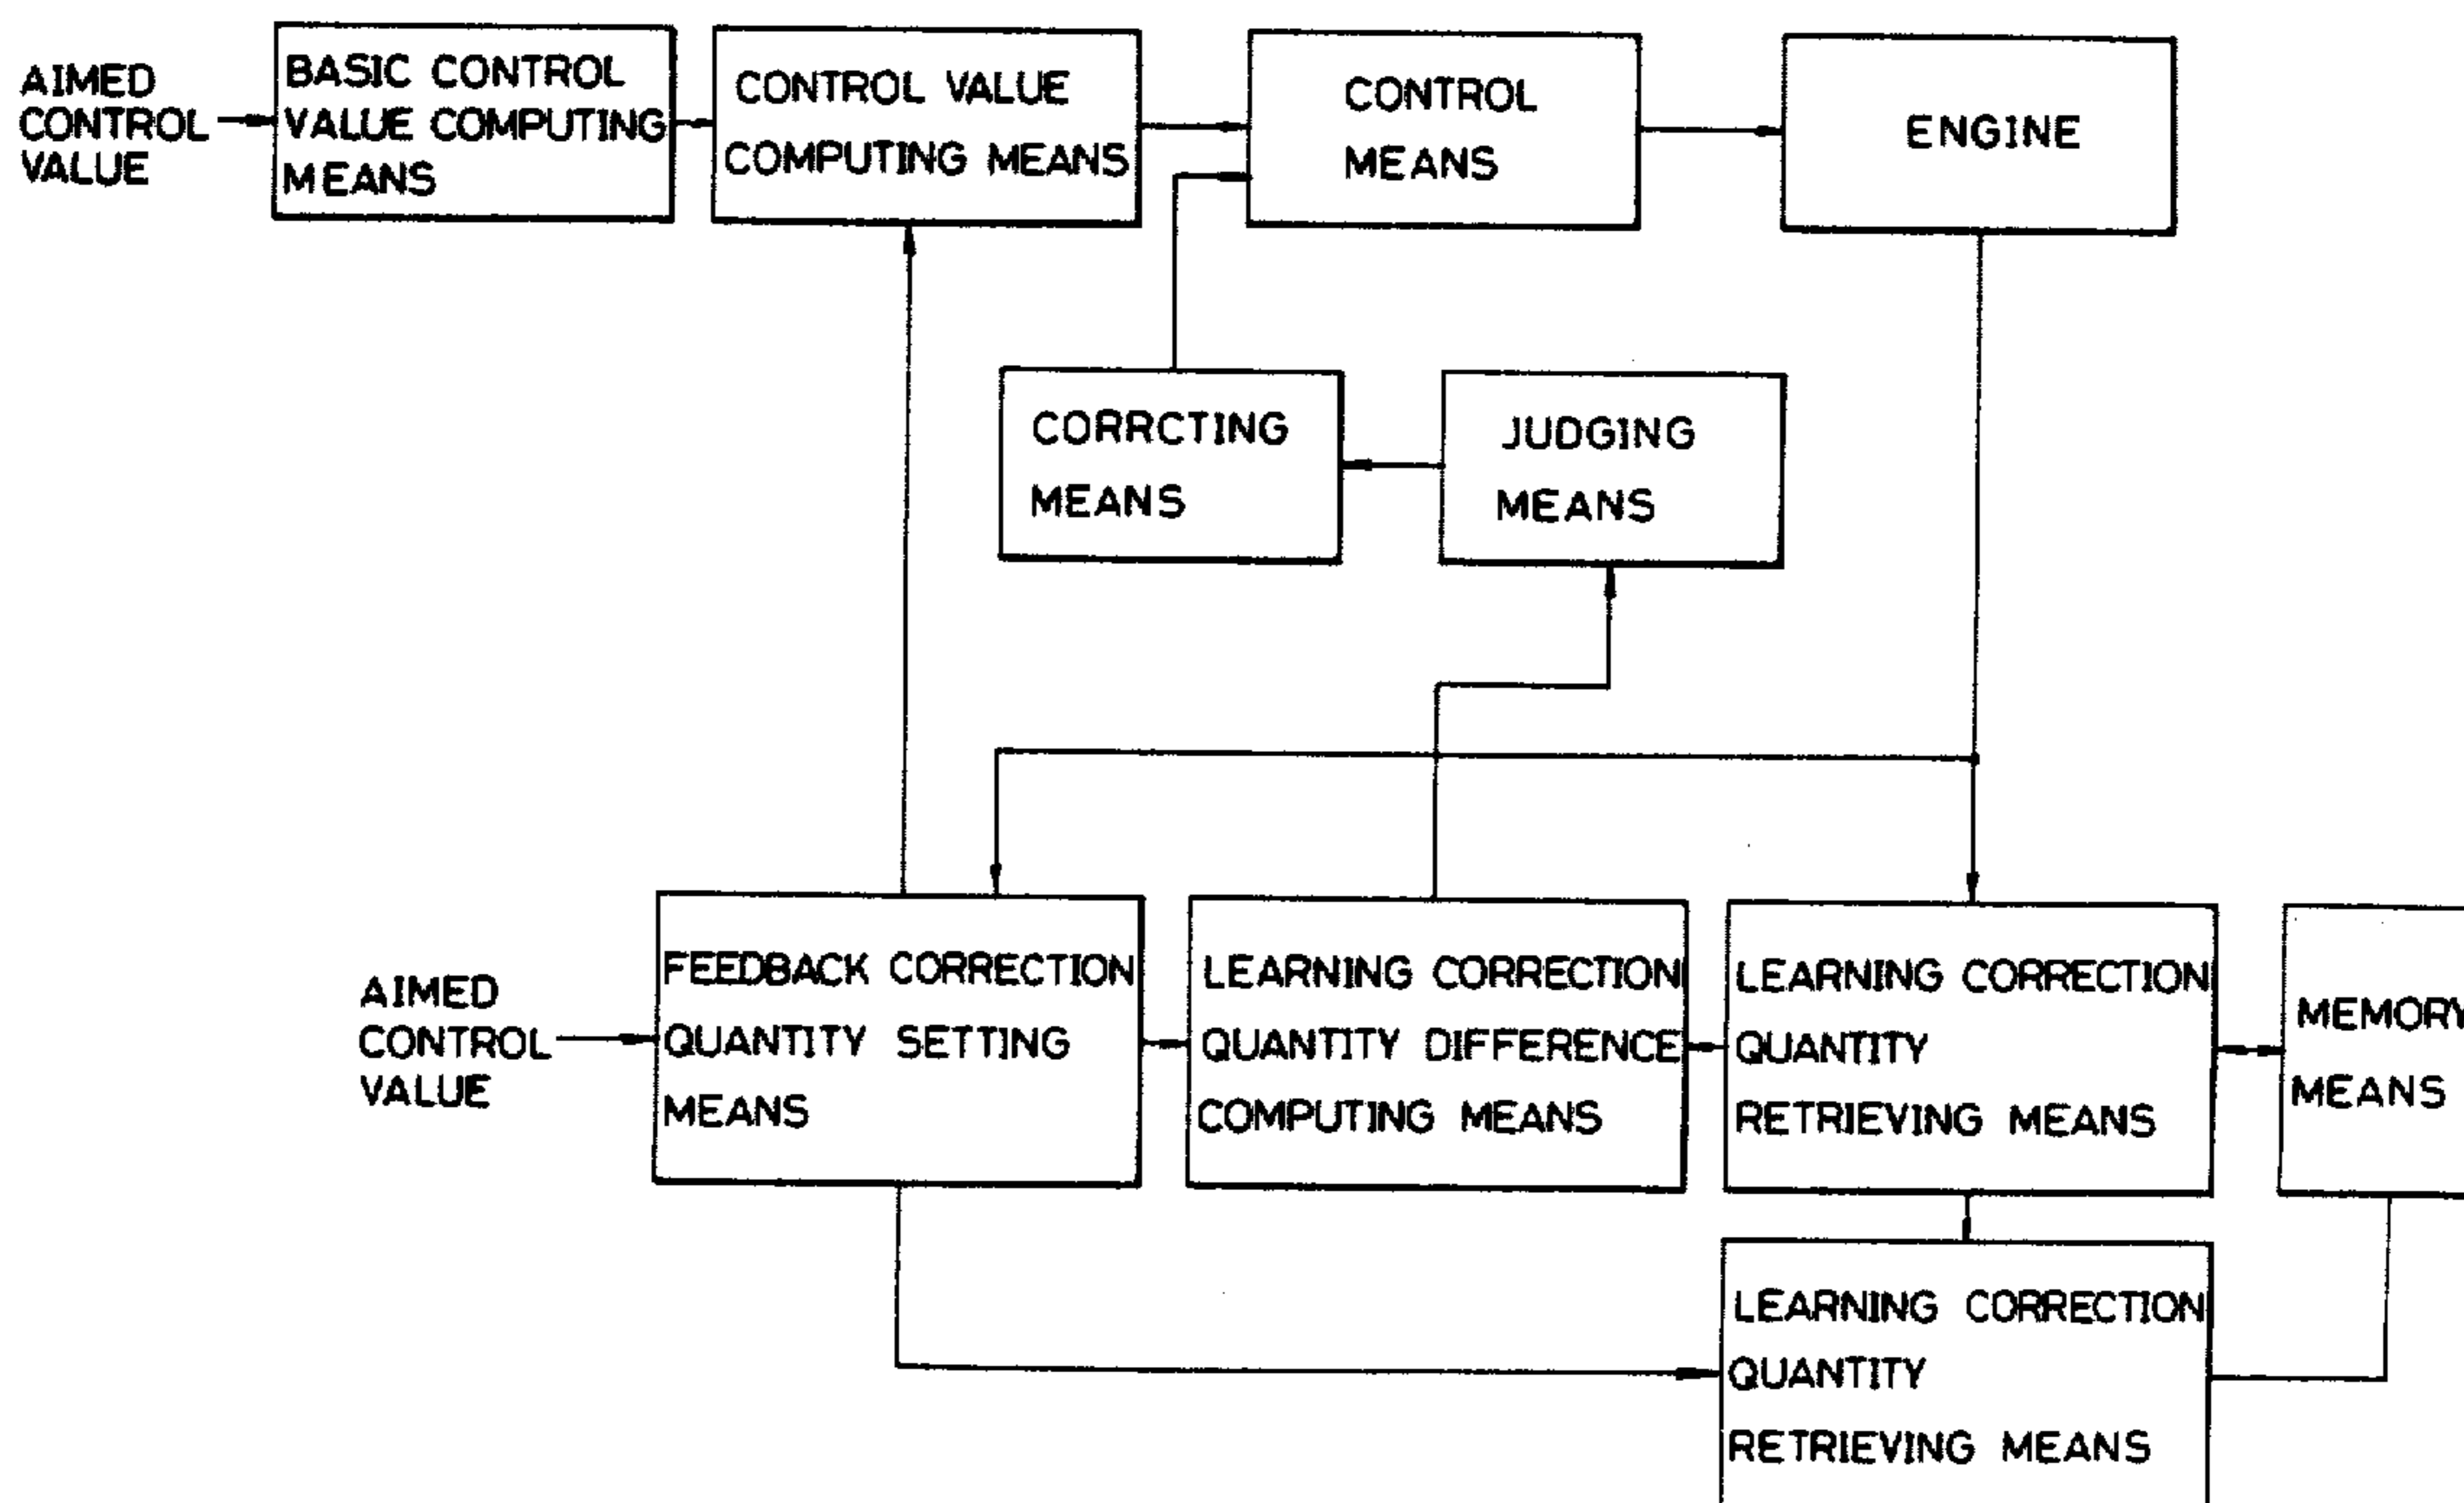 AIMED
CONTROL
VALUE
BASIC CONTROL
VALUE COMPUTING
MEANS
CONTROL VALUE
COMPUTING MEANS
CONTROL
MEANS
ENGINE
CORRCTING
MEANS
JUDGING
MEANS
AIMED
CONTROL
VALUE
FEEDBACK CORRECTION
QUANTITY SETTING
MEANS
LEARNING CORRECTION
QUANTITY DIFFERENCE
COMPUTING MEANS
LEARNING CORRECTION
QUANTITY
RETRIEVING MEANS
MEMORY
MEANS
LEARNING CORRECTION
QUANTITY
RETRIEVING MEANS